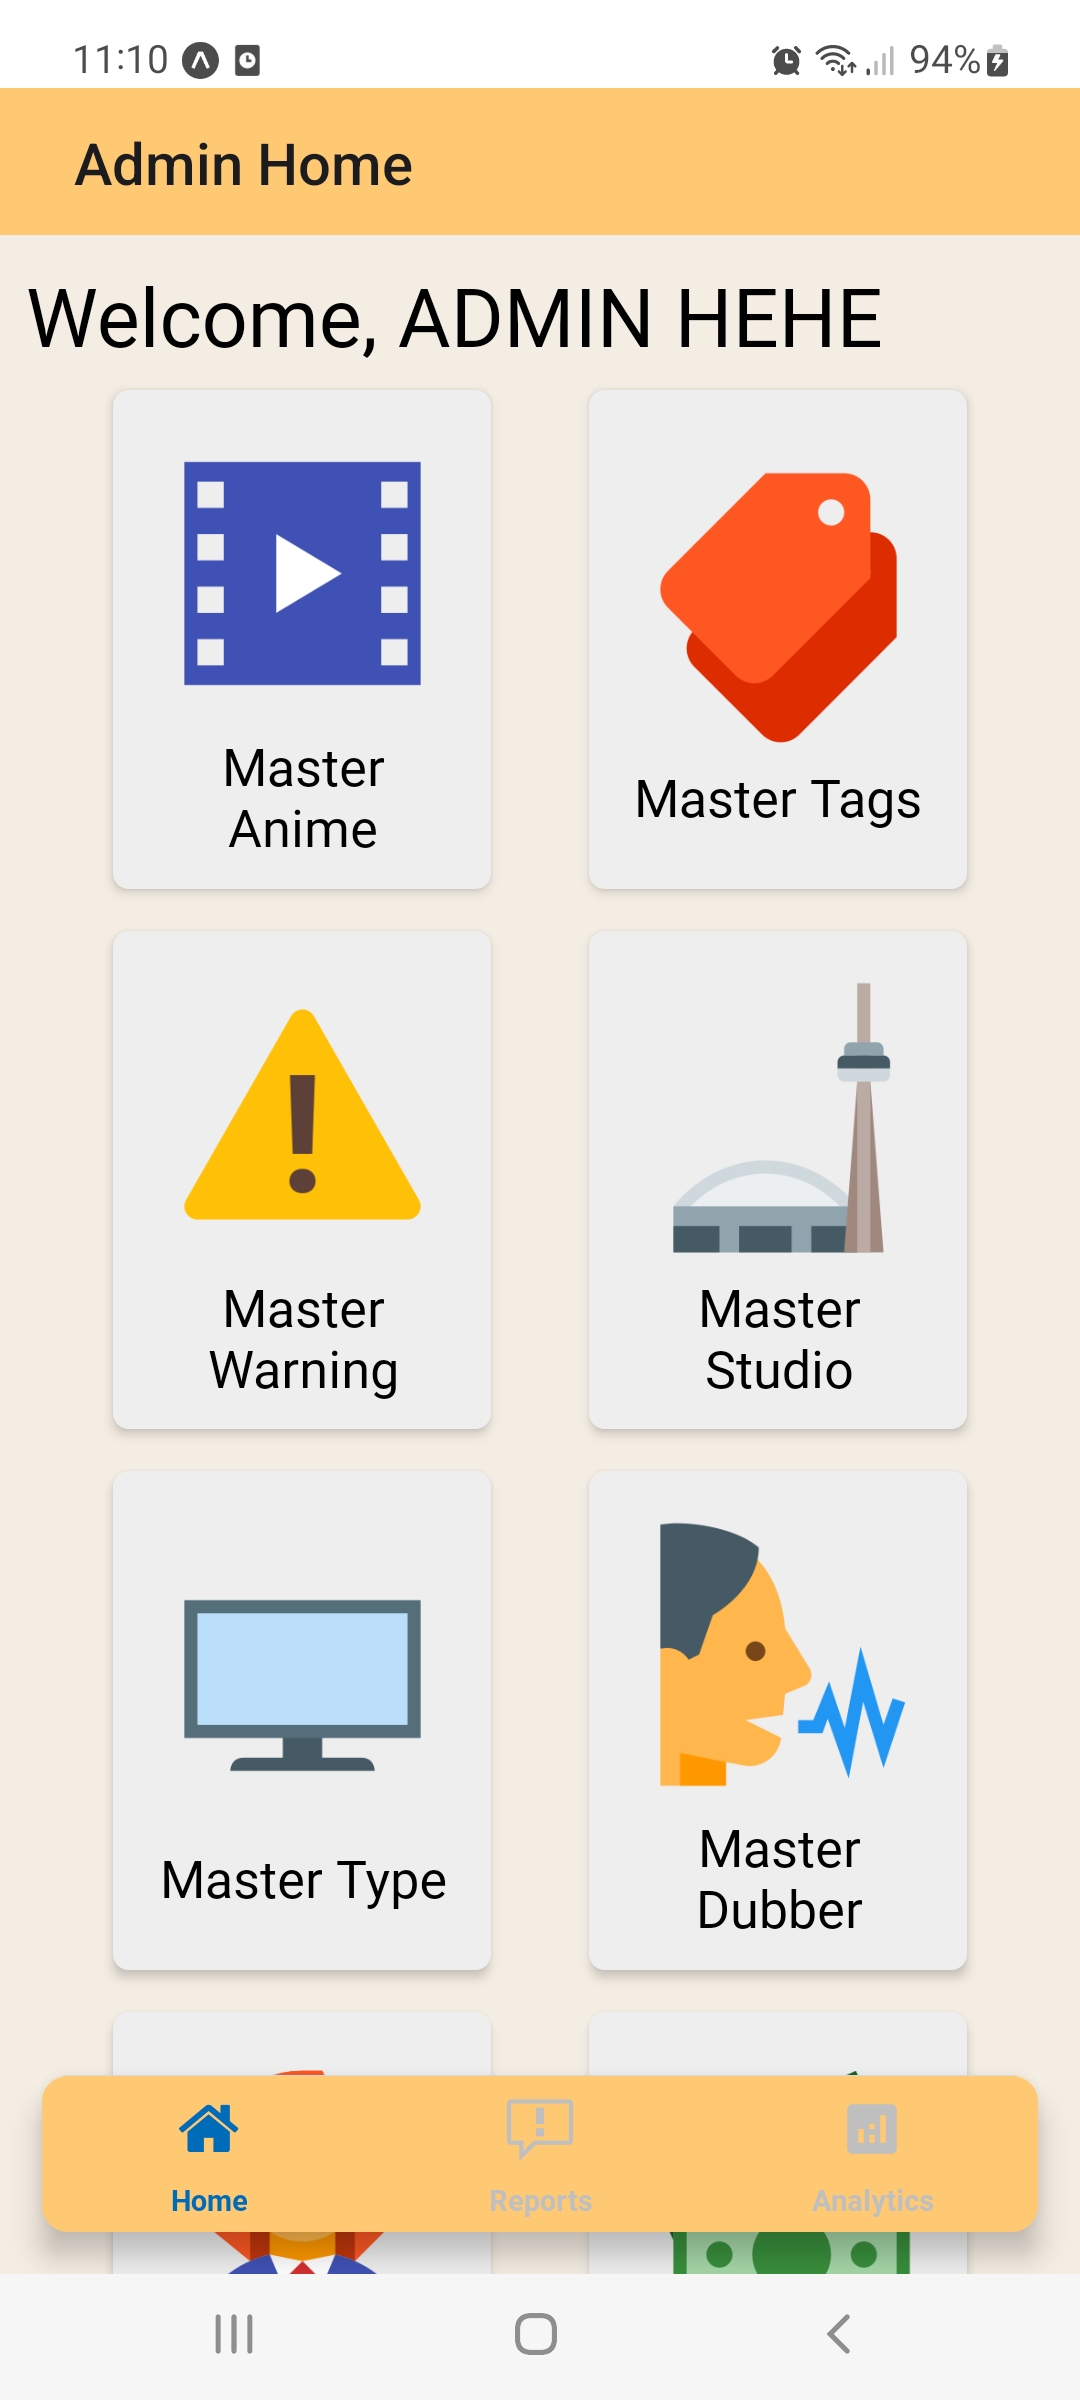 11:10
94%
Admin Home
Welcome, ADMIN HEHE
Master
Anime
Master Tags
Master
Warning
Master
Studio
Master Type
Master
Dubber
Home
Reports
Analytics